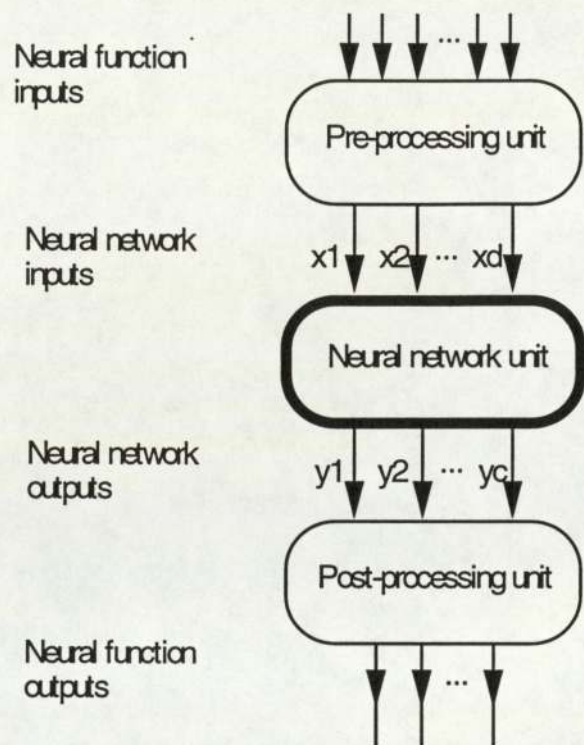 ...
Neural function
inputs
Pre-processing unit
Neural network
inputs
x1 x2 ... xd
Neural network unit
Neural network
outputs
y1 y2 ... yc
Post-processing unit
Neural function
outputs
...